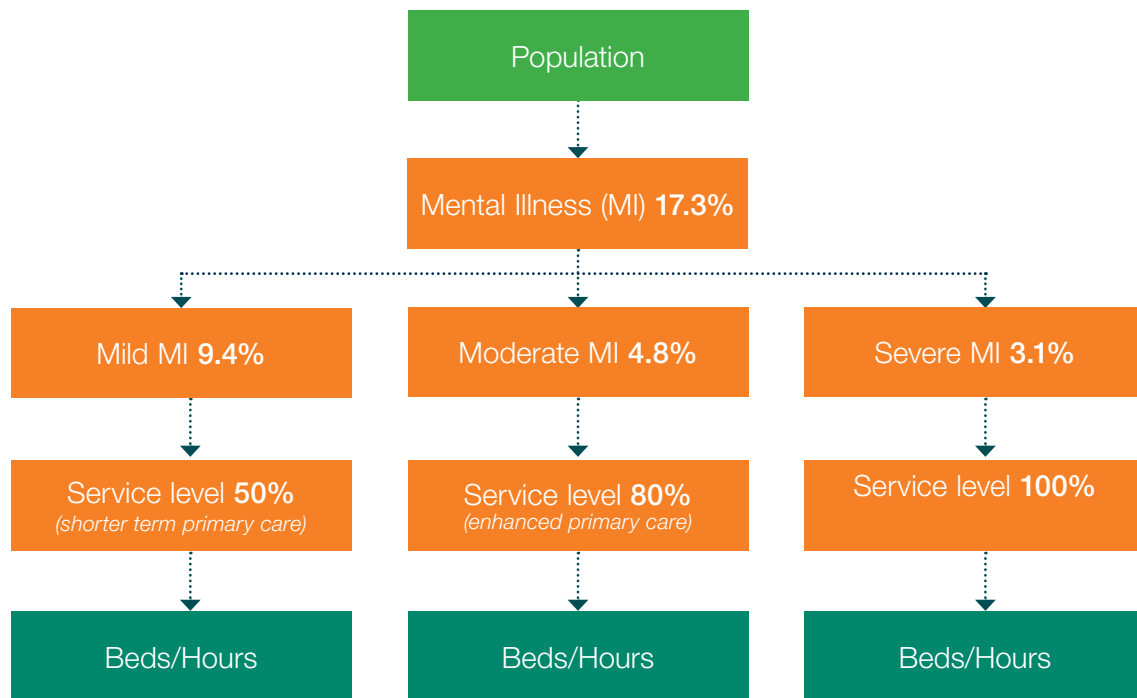 Population
Mental Illness (MI) 17.3%
Mild MI 9.4%
Moderate MI 4.8%
Severe MI 3.1%
Service level 50%
(shorter term primary care)
Service level 80%
(enhanced primary care)
Service level 100%
Beds/Hours
Beds/Hours
Beds/Hours